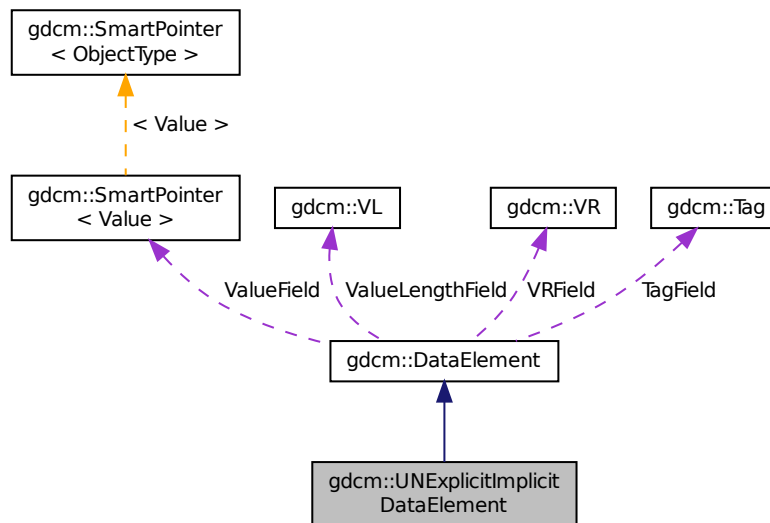 gdcm::SmartPointer
< ObjectType >
< Value >
gdcm::SmartPointer
< Value >
gdcm::VL
gdcm::VR
gdcm::Tag
ValueField
ValueLengthField
VRField
TagField
gdcm::DataElement
gdcm::UNExplicitImplicit
DataElement